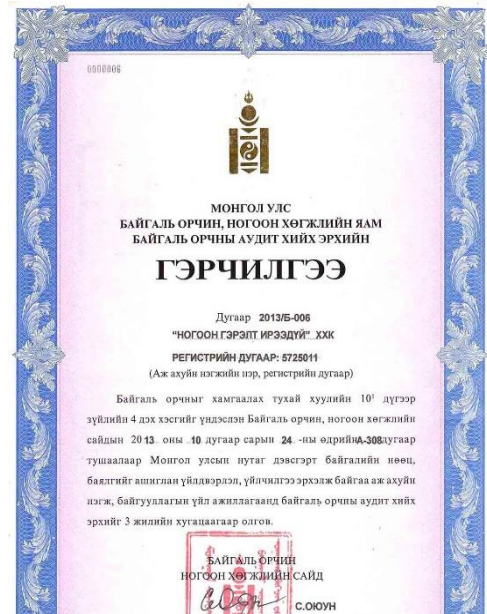 0000006
МОНГОЛ УЛС
БАЙГАЛЬ ОРЧИН, НОГООН ХӨГЖЛИЙН ЯАМ
БАЙГАЛЬ ОРЧНЫ АУДИТ ХИЙХ ЭРХИЙН
ГЭРЧИЛГЭЭ
Дугаар 2013/Б-006
"НОГООН ГЭРЭЛТ ИРЭЭДҮЙ" ХХК
РЕГИСТРИЙН ДУГААР: 5725011
(Аж ахуйн нэгжийн нэр, регистрийн дугаар)
Байгаль орчныг хамгаалах тухай хуулийн 10¹ дүгээр
зүйлийн 4 дэх хэсгийг үндэслэн Байгаль орчин, ногоон хөгжлийн
сайдын 2013 оны 10 дугаар сарын 24 -ны өдрийнА-308дугаар
тушаалаар Монгол улсын нутаг дэвсгэрт байгалийн нөөц,
баялгийг ашиглан үйлдвэрлэл, үйлчилгээ эрхэлж байгаа аж ахуйн
нэгж, байгууллагын үйл ажиллагаанд байгаль орчны аудит хийх
эрхийг 3 жилийн хугацаагаар олгов.
БАЙГАЛЬ ОРЧИН
НОГООН ХӨГЖЛИЙН САЙД
С.ОЮУН